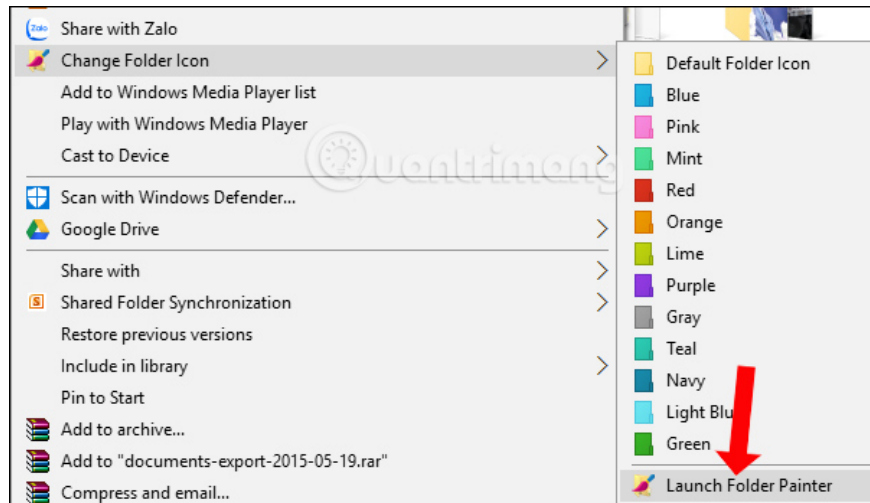 Share with Zalo
Change Folder Icon
Add to Windows Media Player list
Play with Windows Media Player
Cast to Device
Scan with Windows Defender...
Google Drive
Share with
Shared Folder Synchronization
Restore previous versions
Include in library
Pin to Start
Add to archive...
Add to "documents-export-2015-05-19.rar"
Compress and email...
Default Folder Icon
Blue
Pink
Mint
Red
Orange
Lime
Purple
Gray
Teal
Navy
Light Blu
Green
Launch Folder Painter
Quantrimang
Zalo
S